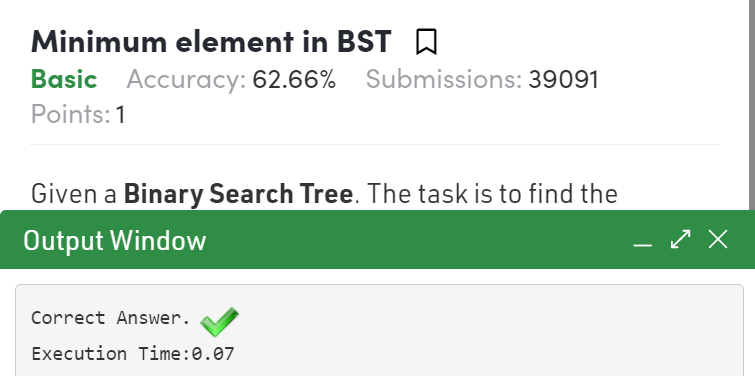 Minimum element in BST
Basic Accuracy: 62.66% Submissions: 39091
Points: 1
Given a Binary Search Tree. The task is to find the
Output Window
Correct Answer.
Execution Time:0.07